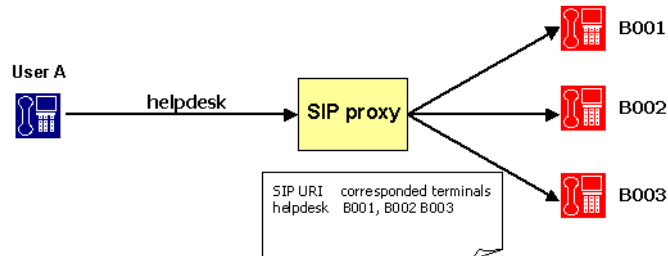 B001
User A
helpdesk
SIP proxy
B002
SIP URI corresponded terminals
helpdesk B001, B002 B003
B003